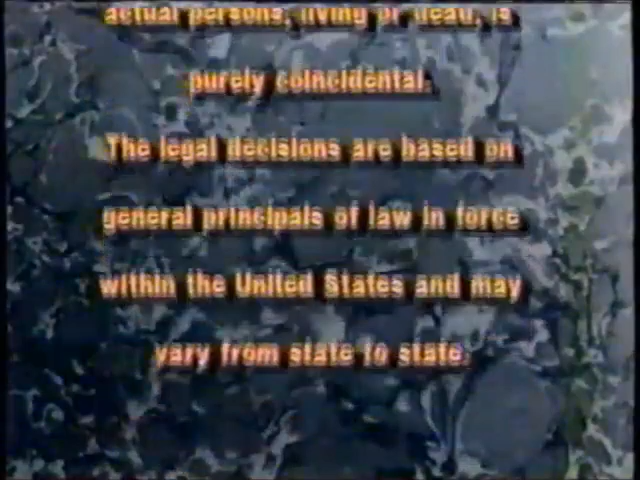 actual persons, living or dead, is
purely coincidental.
The legal decisions are based on
general principals of law in force
within the United States and may
vary from state to state.